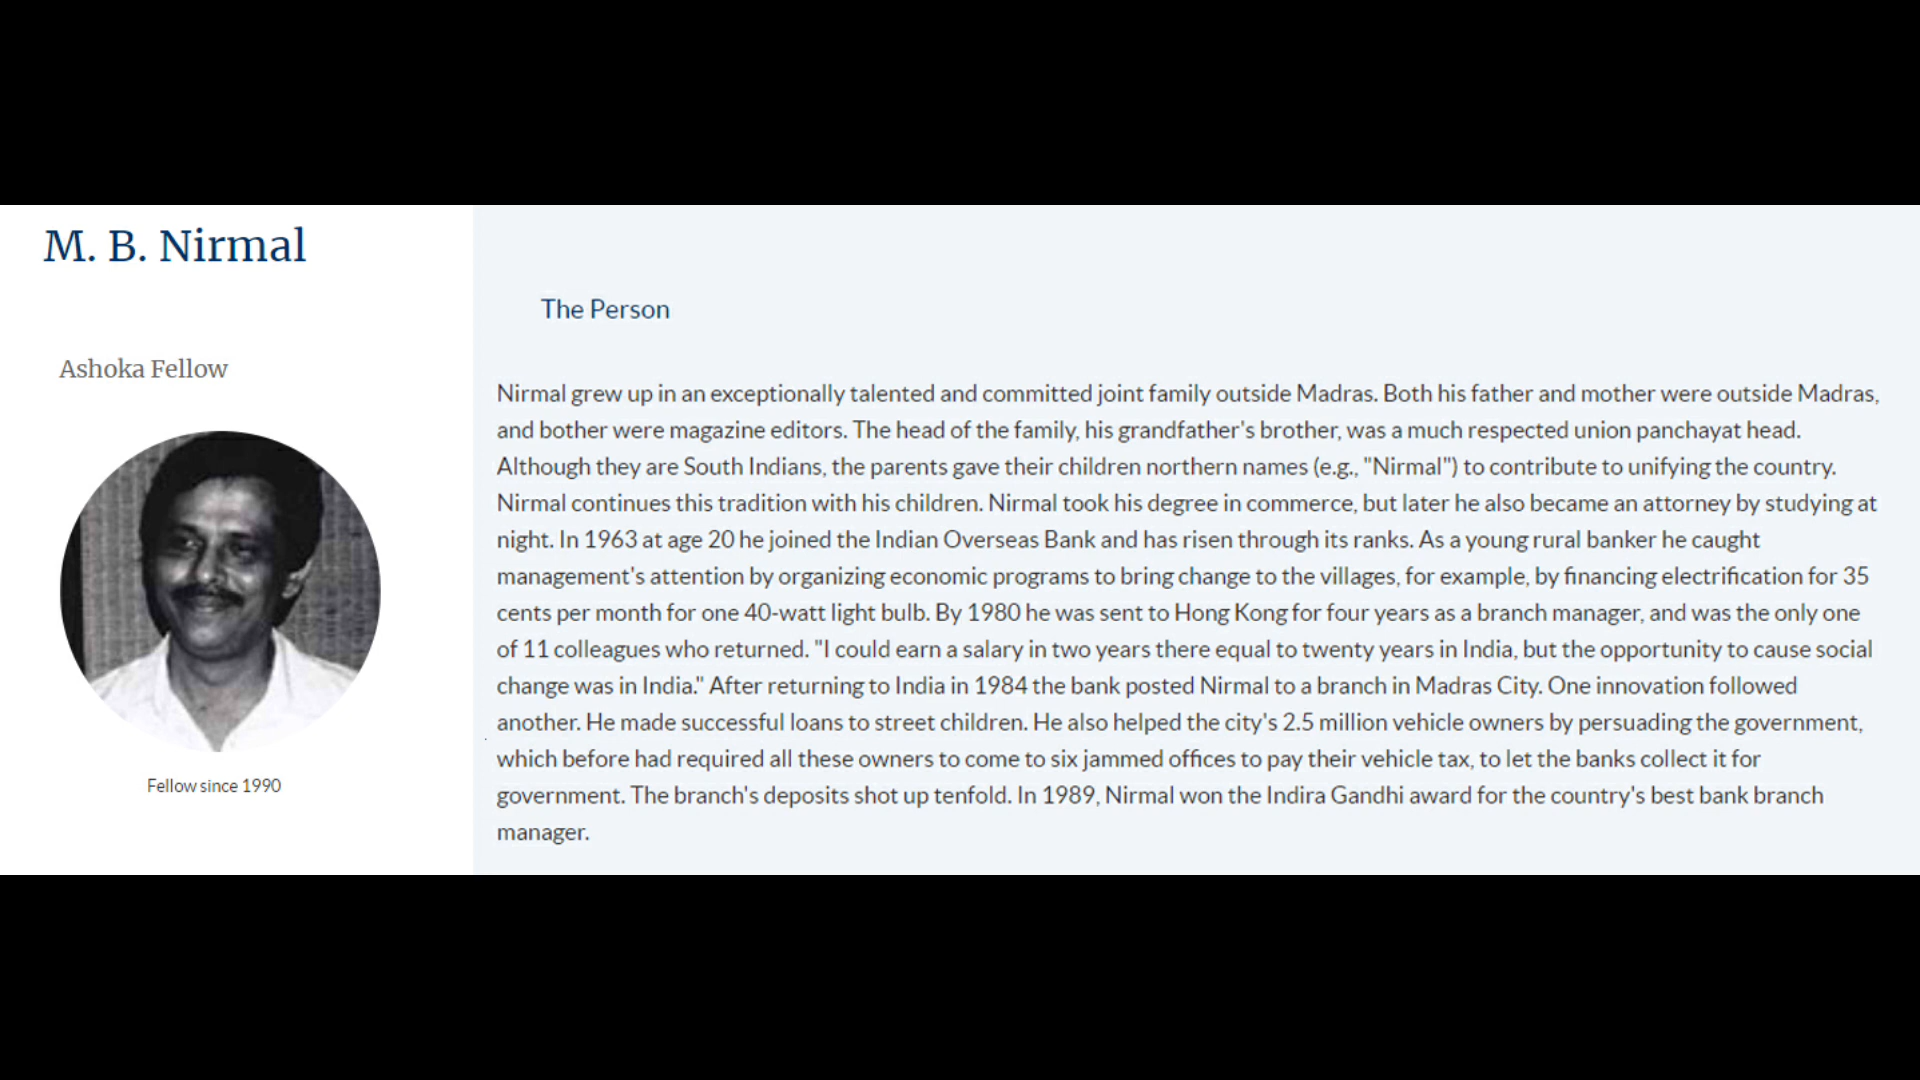 M. B. Nirmal
Ashoka Fellow
Fellow since 1990
The Person
Nirmal grew up in an exceptionally talented and committed joint family outside Madras. Both his father and mother were outside Madras,
and bother were magazine editors. The head of the family, his grandfather's brother, was a much respected union panchayat head.
Although they are South Indians, the parents gave their children northern names (e.g., "Nirmal") to contribute to unifying the country.
Nirmal continues this tradition with his children. Nirmal took his degree in commerce, but later he also became an attorney by studying at
night. In 1963 at age 20 he joined the Indian Overseas Bank and has risen through its ranks. As a young rural banker he caught
management's attention by organizing economic programs to bring change to the villages, for example, by financing electrification for 35
cents per month for one 40-watt light bulb. By 1980 he was sent to Hong Kong for four years as a branch manager, and was the only one
of 11 colleagues who returned. "I could earn a salary in two years there equal to twenty years in India, but the opportunity to cause social
change was in India." After returning to India in 1984 the bank posted Nirmal to a branch in Madras City. One innovation followed
another. He made successful loans to street children. He also helped the city's 2.5 million vehicle owners by persuading the government,
which before had required all these owners to come to six jammed offices to pay their vehicle tax, to let the banks collect it for
government. The branch's deposits shot up tenfold. In 1989, Nirmal won the Indira Gandhi award for the country's best bank branch
manager.